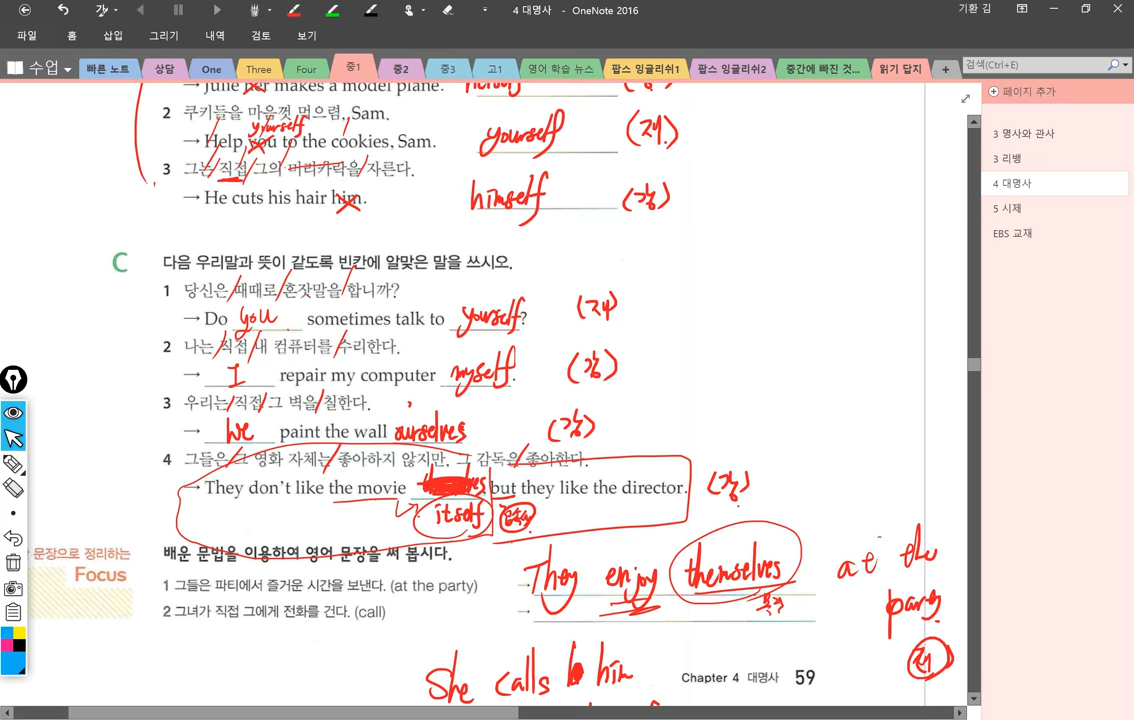 4 대명사 - OneNote 2016
기환 김
파일 홈 삽입 그리기 내역 검토 보기
수업 빠른 노트 상담 One Three Four 중1 중2 중3 고1 영어 학습 뉴스 팝스 잉글리쉬1 팝스 잉글리쉬2 중간에 빠진 것... 읽기 답지 + 검색(Ctrl+E)
페이지 추가
3 명사와 관사
3 리뱅
4 대명사
5 시제
EBS 교재
→ Julie her makes a model plane. herself
2 쿠키들을 마음껏 먹으렴, Sam.
yourself
→ Help you to the cookies, Sam. yourself (재)
3 그는 직접 그의 머리카락을 자른다.
→ He cuts his hair him. himself (강)
C 다음 우리말과 뜻이 같도록 빈칸에 알맞은 말을 쓰시오.
1 당신은 때때로 혼잣말을 합니까?
→ Do you sometimes talk to yourself? (재)
2 나는 직접 내 컴퓨터를 수리한다.
→ I repair my computer myself. (강)
3 우리는 직접 그 벽을 칠한다.
→ We paint the wall ourselves (강)
4 그들은 그 영화 자체는 좋아하지 않지만, 그 감독은 좋아한다.
→ They don't like the movie but they like the director. (강)
itself
문장으로 정리하는
Focus
배운 문법을 이용하여 영어 문장을 써 봅시다.
1 그들은 파티에서 즐거운 시간을 보낸다. (at the party) → They enjoy themselves at the party
2 그녀가 직접 그에게 전화를 건다. (call) →
She calls him
Chapter 4 대명사 59